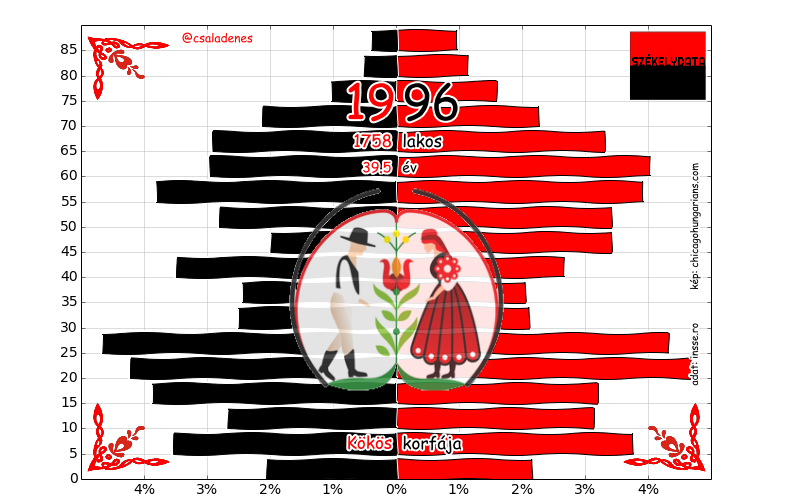 @csaladenes
SZÉKELYDATA
1996
1758 lakos
39.5 év
kép: chicagohungarians.com
adat: insse.ro
Kökös korfája
85
80
75
70
65
60
55
50
45
40
35
30
25
20
15
10
5
0
4% 3% 2% 1% 0% 1% 2% 3% 4%